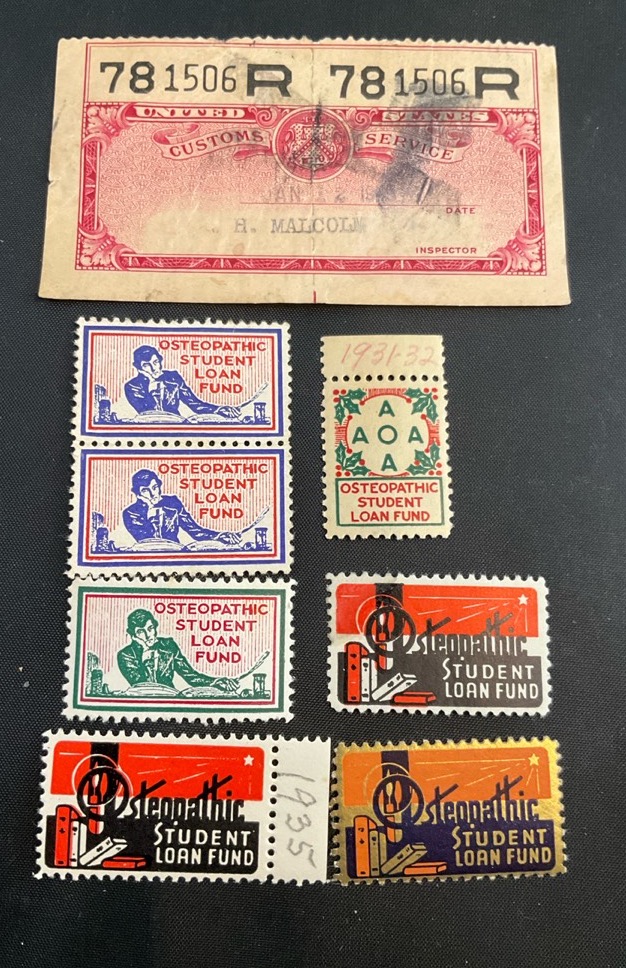 78 1506 R 78 1506 R
UNITED STATES
CUSTOMS SERVICE
JAN 2
DATE
H. MALCOLM
INSPECTOR
OSTEOPATHIC
STUDENT
LOAN
FUND
1931-32
A
A O A
A
OSTEOPATHIC
STUDENT
LOAN FUND
OSTEOPATHIC
STUDENT
LOAN
FUND
OSTEOPATHIC
STUDENT
LOAN
FUND
Osteopathic
STUDENT
LOAN FUND
Osteopathic
STUDENT
LOAN FUND
1935
Osteopathic
STUDENT
LOAN FUND